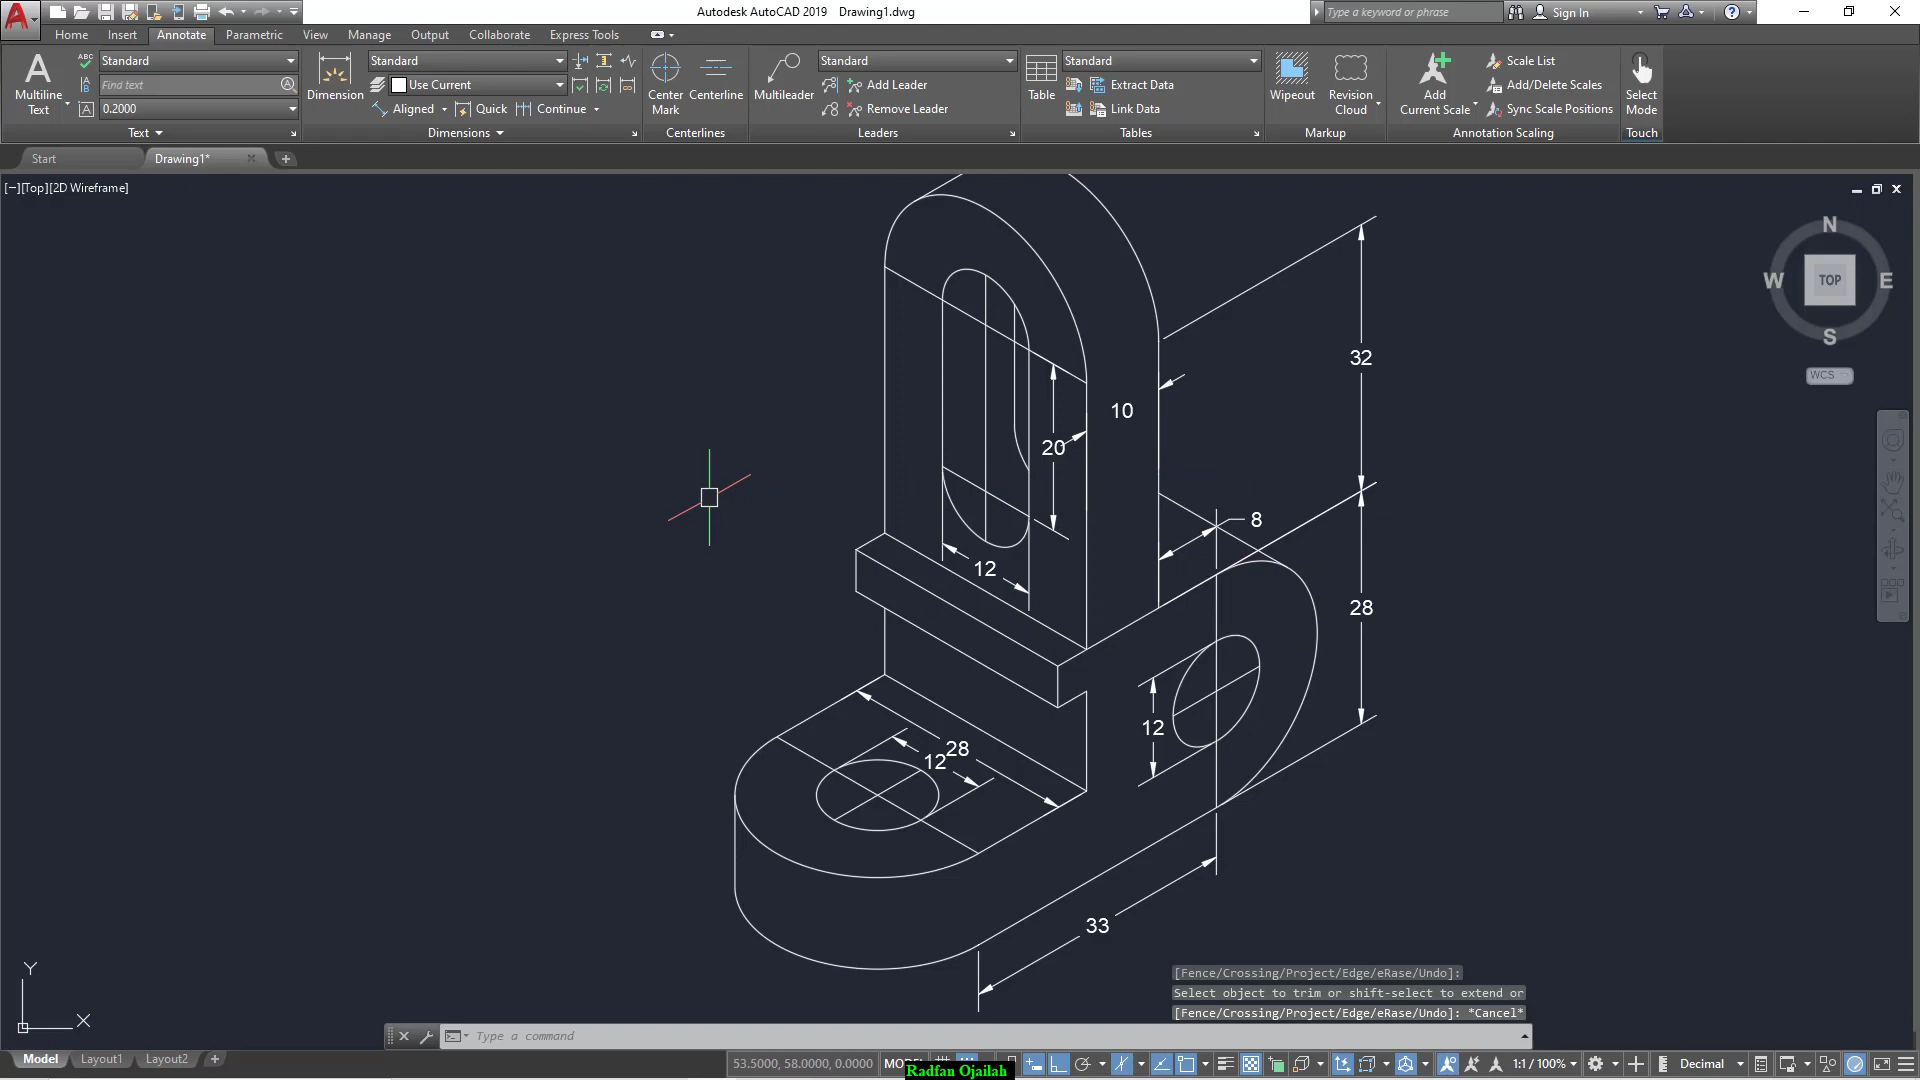 Autodesk AutoCAD 2019 Drawing1.dwg
Type a keyword or phrase
Sign In
Home Insert Annotate Parametric View Manage Output Collaborate Express Tools
Multiline Text
Standard
Find text
0.2000
Text
Dimension
Standard
Use Current
Aligned Quick Continue
Dimensions
Center Mark
Centerline
Centerlines
Multileader
Standard
Add Leader
Remove Leader
Leaders
Table
Standard
Extract Data
Link Data
Tables
Wipeout
Revision Cloud
Markup
Add Current Scale
Scale List
Add/Delete Scales
Sync Scale Positions
Annotation Scaling
Select Mode
Touch
Start Drawing1*
[−][Top][2D Wireframe]
N
W TOP E
S
WCS
32
10
20
8
12
28
12
28
12
33
Y
X
[Fence/Crossing/Project/Edge/eRase/Undo]:
Select object to trim or shift-select to extend or
[Fence/Crossing/Project/Edge/eRase/Undo]: *Cancel*
Type a command
Model Layout1 Layout2
53.5000, 58.0000, 0.0000
1:1 / 100%
Decimal
Radfan Ojailah